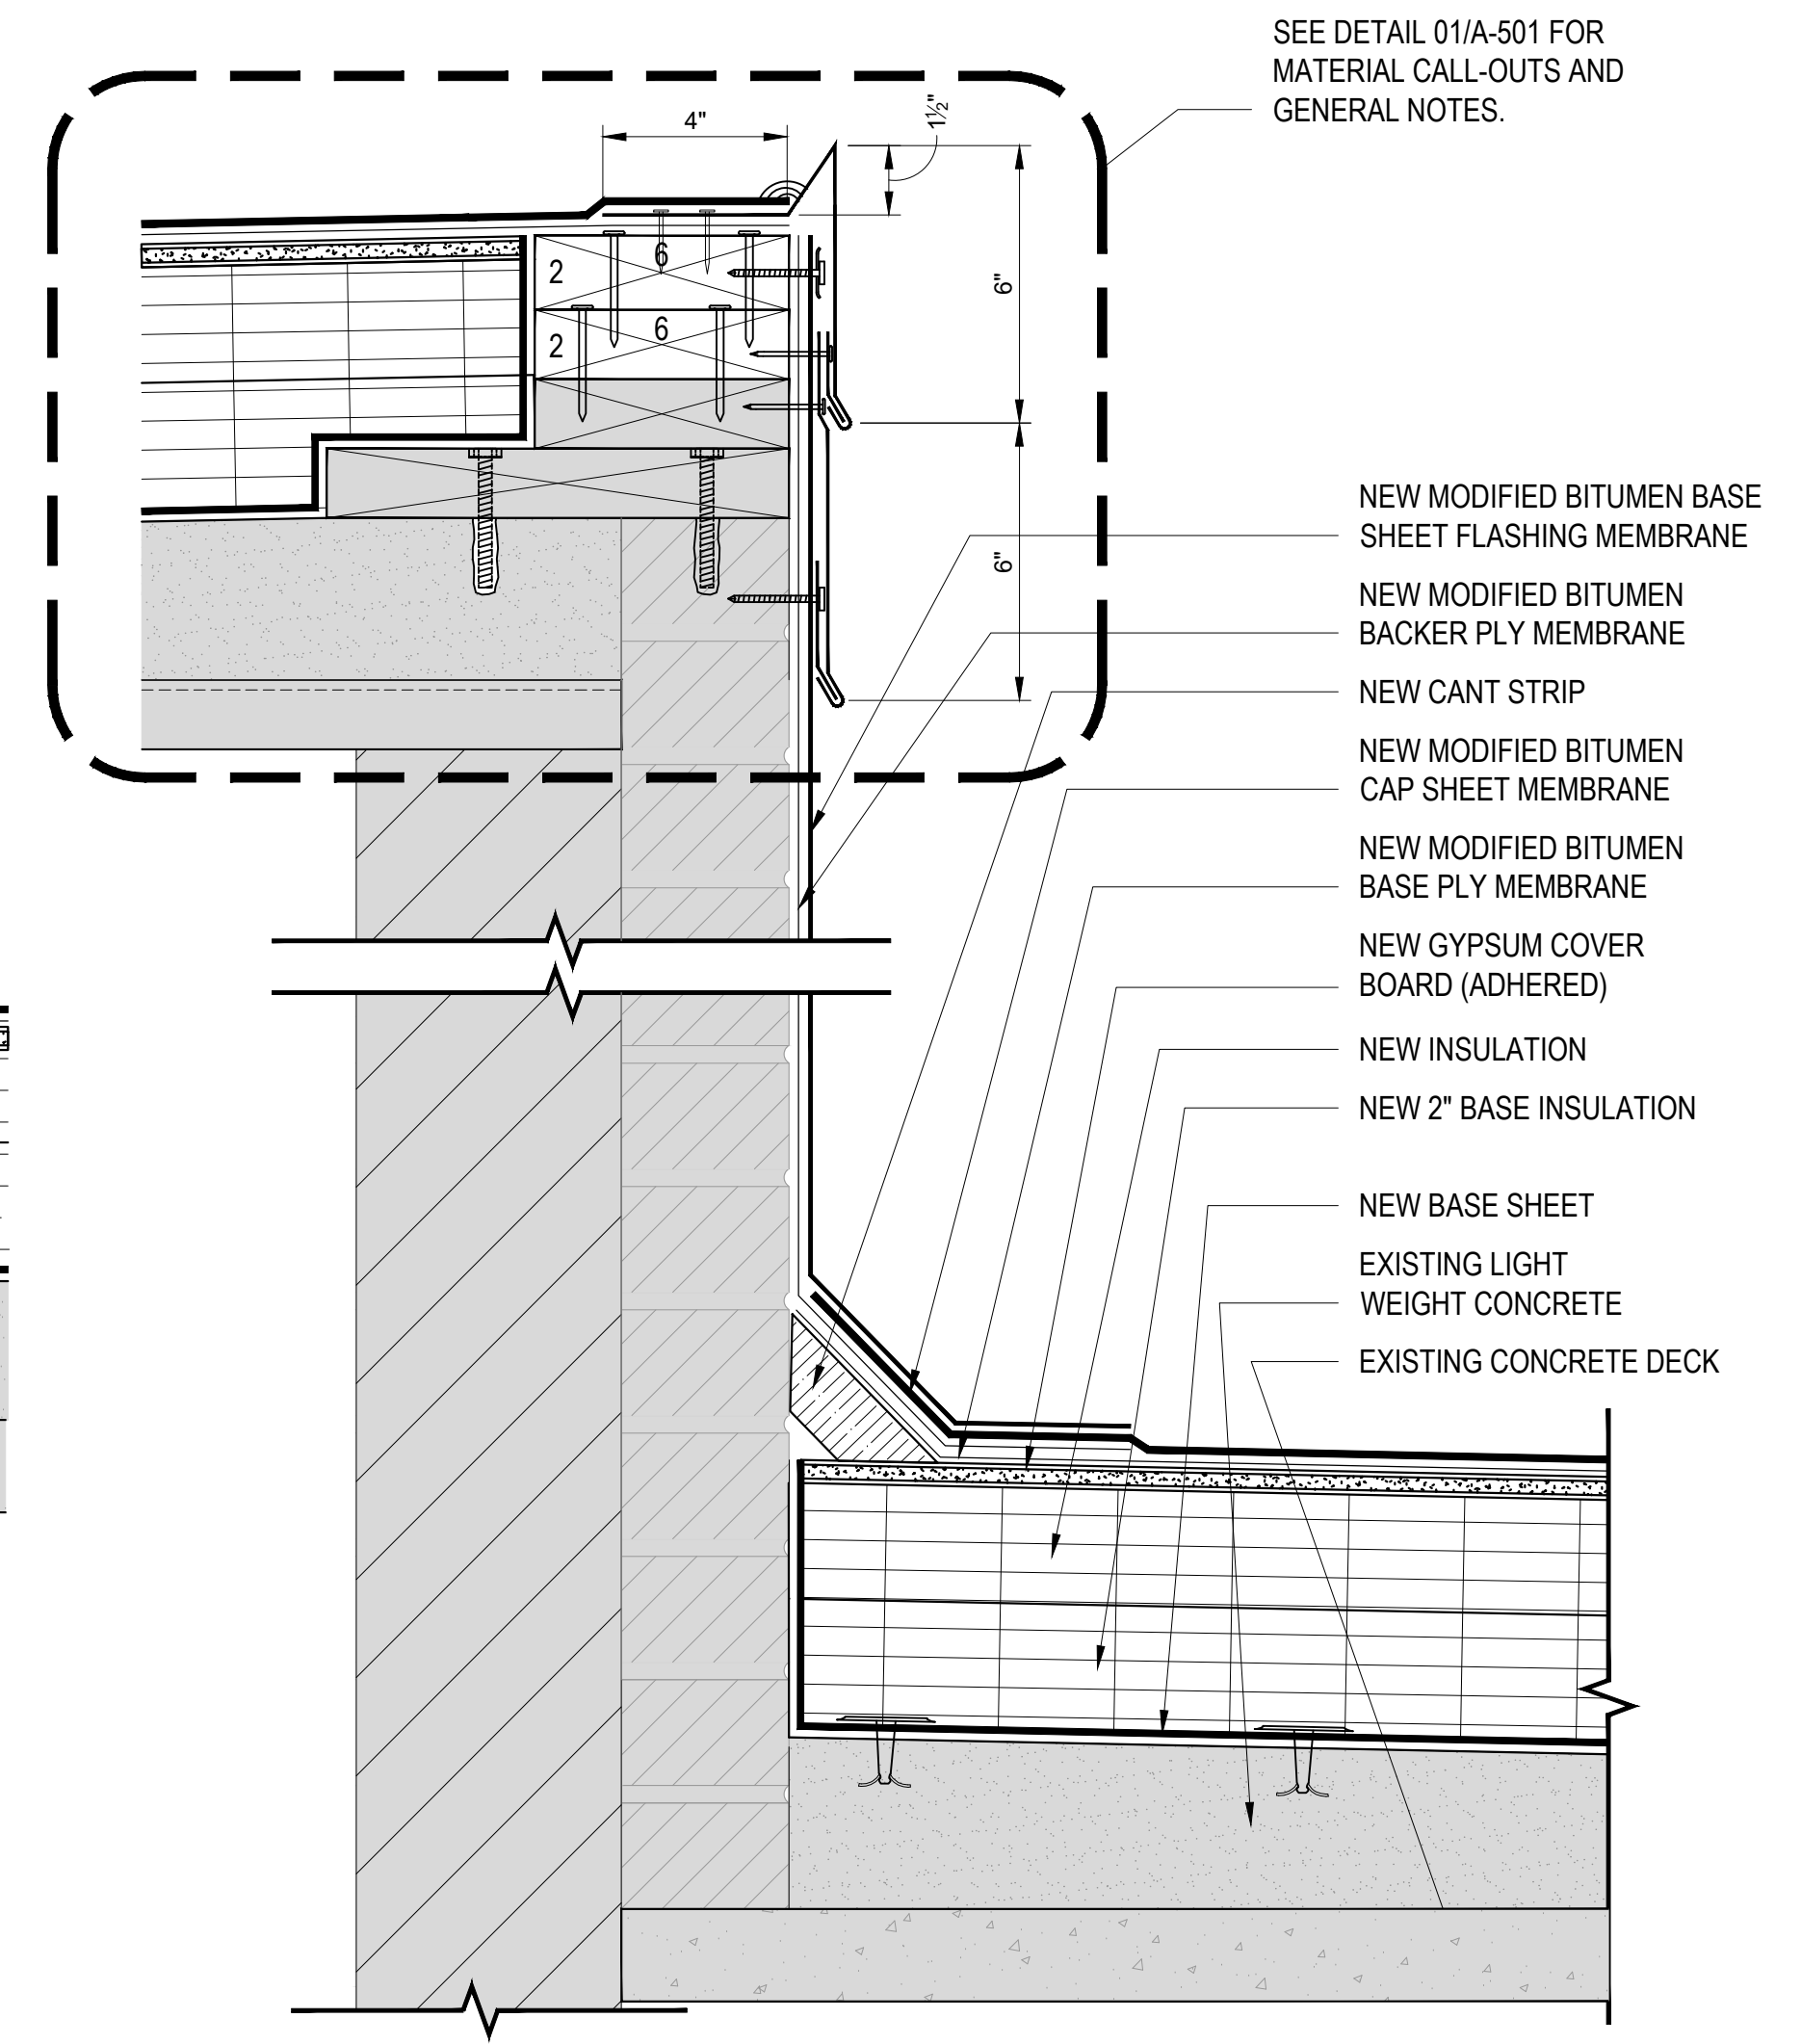 SEE DETAIL 01/A-501 FOR
MATERIAL CALL-OUTS AND
GENERAL NOTES.
4"
1½"
6"
2
6
2
6
6"
NEW MODIFIED BITUMEN BASE
SHEET FLASHING MEMBRANE
NEW MODIFIED BITUMEN
BACKER PLY MEMBRANE
NEW CANT STRIP
NEW MODIFIED BITUMEN
CAP SHEET MEMBRANE
NEW MODIFIED BITUMEN
BASE PLY MEMBRANE
NEW GYPSUM COVER
BOARD (ADHERED)
NEW INSULATION
NEW 2" BASE INSULATION
NEW BASE SHEET
EXISTING LIGHT
WEIGHT CONCRETE
EXISTING CONCRETE DECK